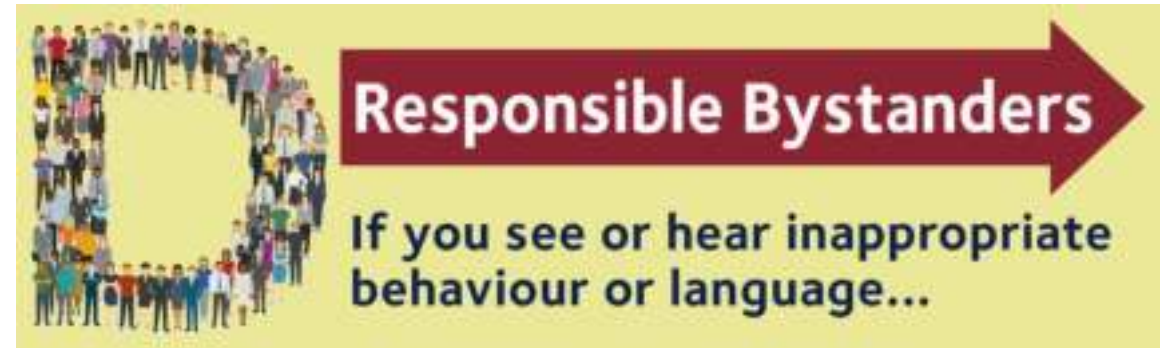 D
Responsible Bystanders
If you see or hear inappropriate
behaviour or language...